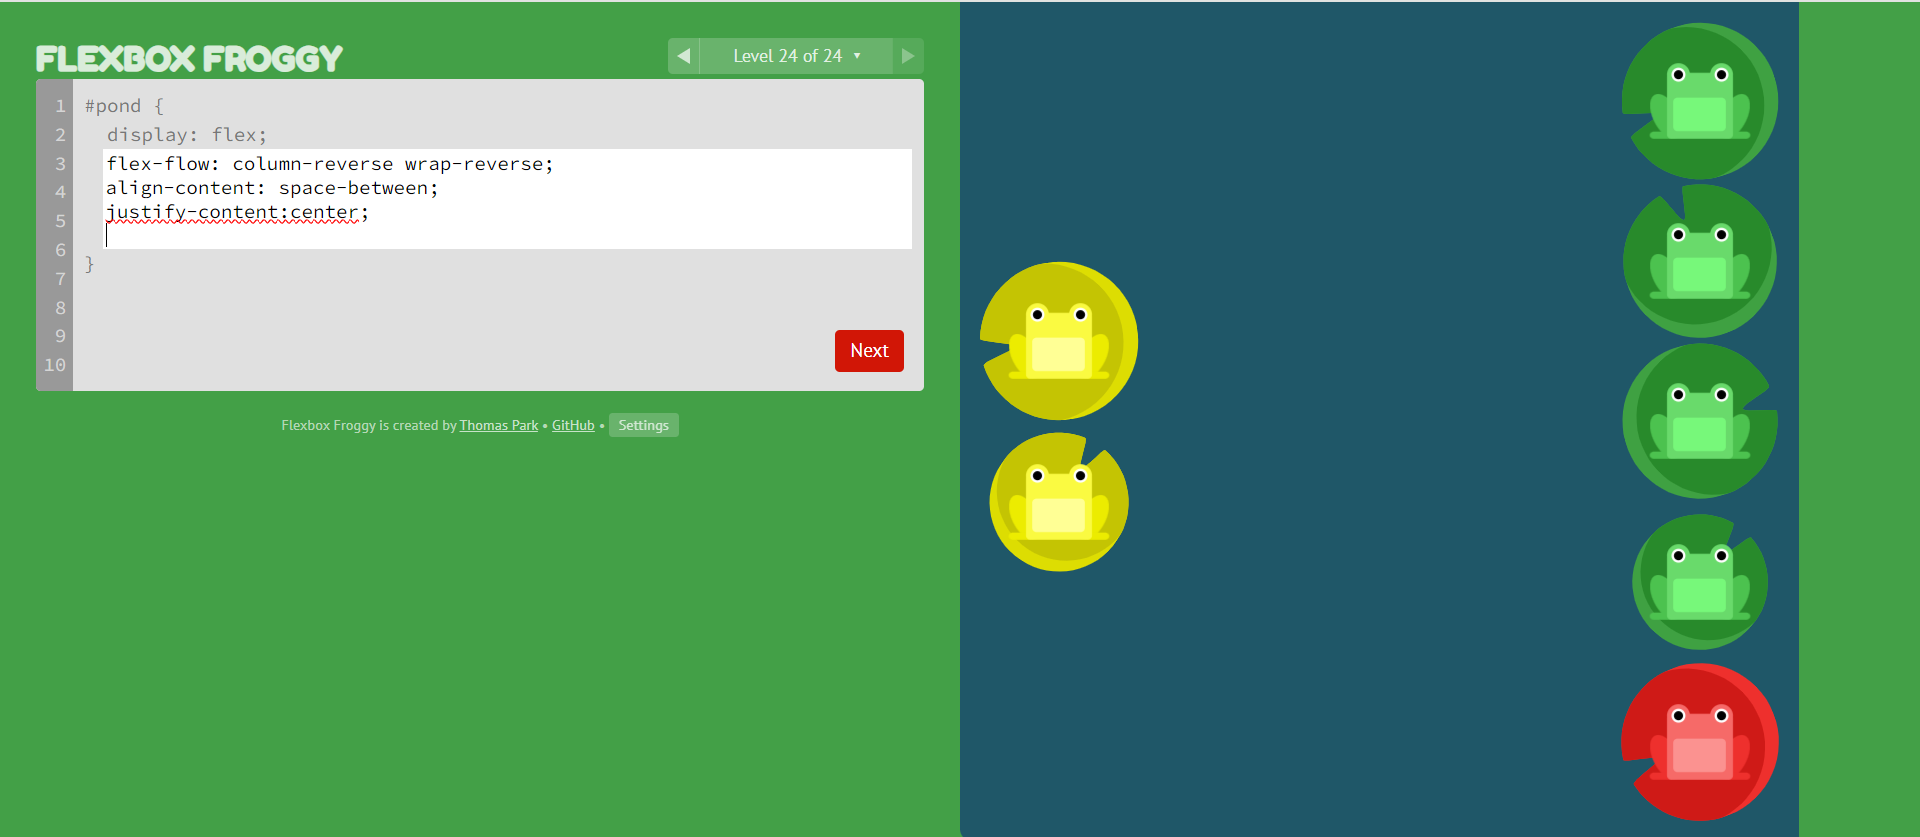 FLEXBOX FROGGY
◀ Level 24 of 24 ▾ ▶
1 #pond {
2 display: flex;
3 flex-flow: column-reverse wrap-reverse;
4 align-content: space-between;
5 justify-content:center;
6
7 }
8
9
10
Next
Flexbox Froggy is created by Thomas Park • GitHub • Settings